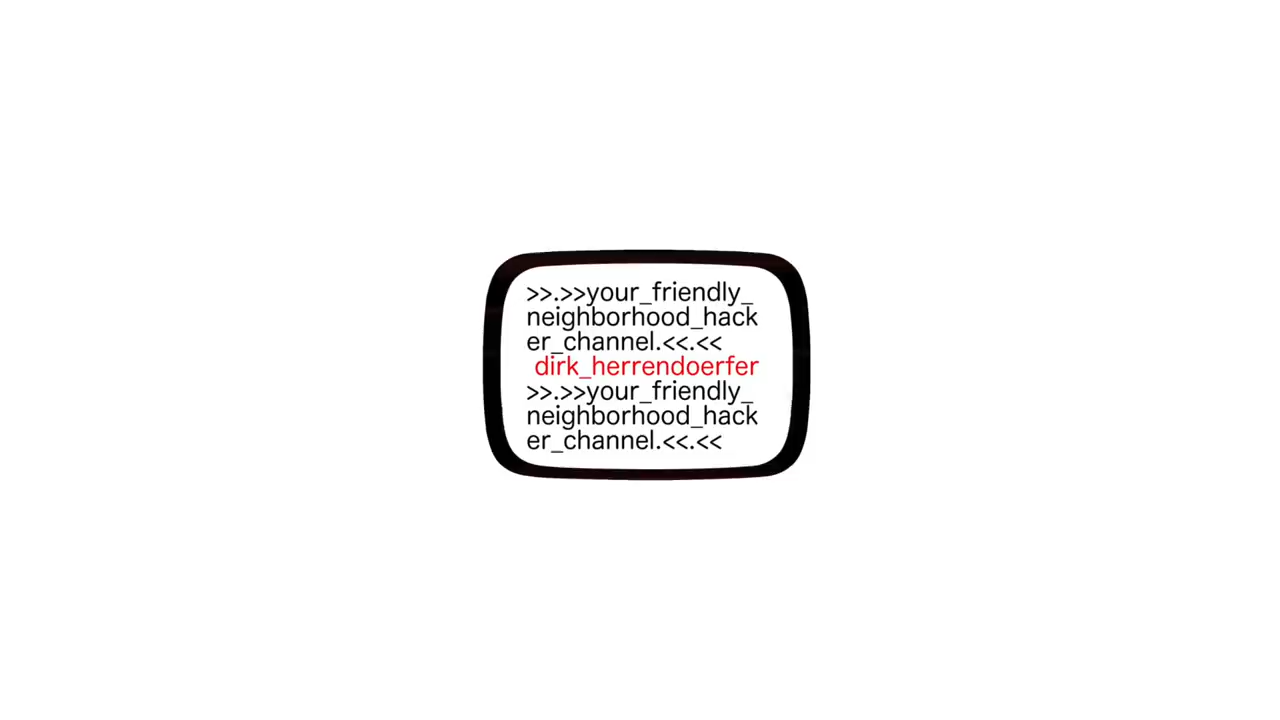 >>.>>your_friendly_
neighborhood_hack
er_channel.<<.<<
dirk_herrendoerfer
>>.>>your_friendly_
neighborhood_hack
er_channel.<<.<<